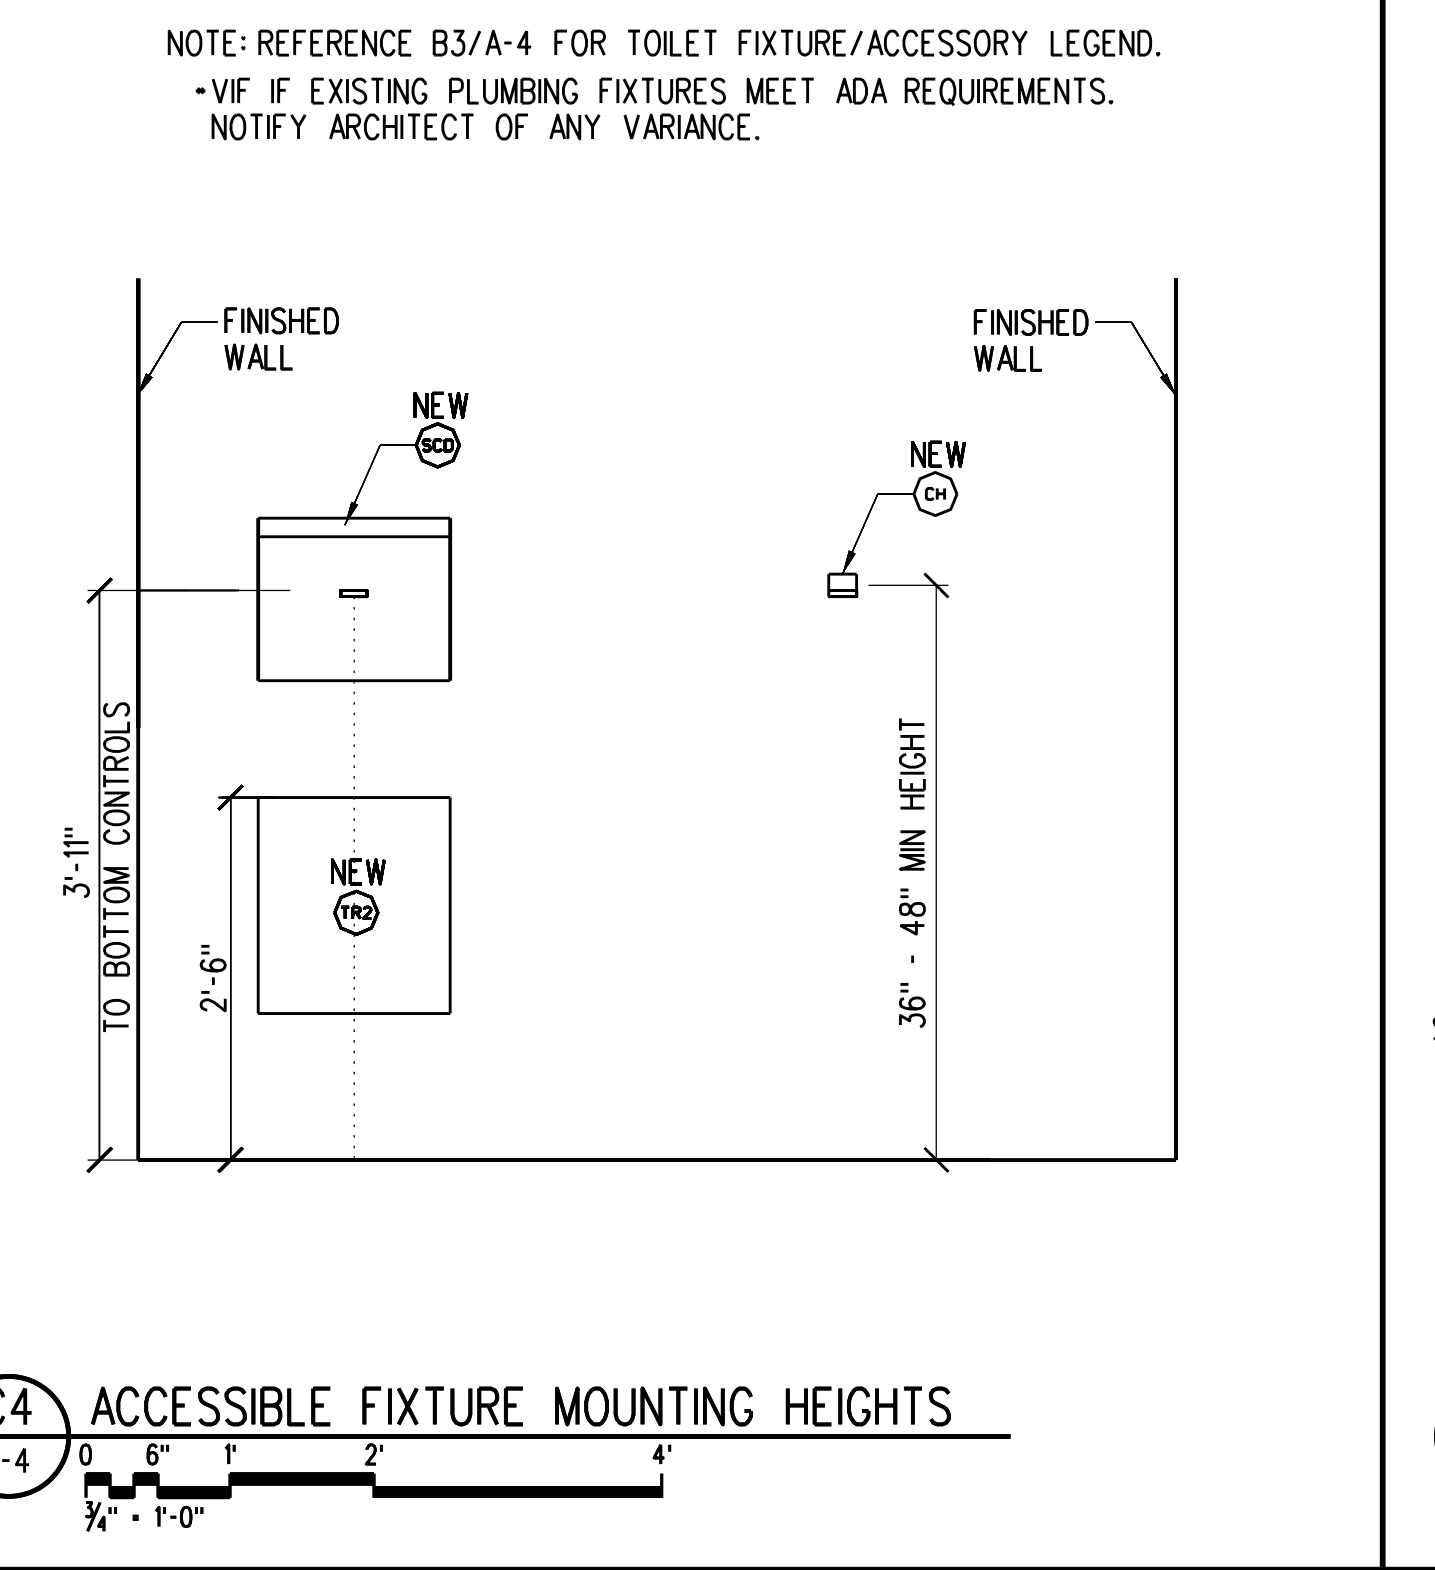 NOTE: REFERENCE B3/A-4 FOR TOILET FIXTURE/ACCESSORY LEGEND.
*VIF IF EXISTING PLUMBING FIXTURES MEET ADA REQUIREMENTS.
NOTIFY ARCHITECT OF ANY VARIANCE.
FINISHED
WALL
FINISHED
WALL
NEW
SCD
NEW
CH
3'-11"
TO BOTTOM CONTROLS
2'-6"
NEW
TR2
36" - 48" MIN HEIGHT
C4
-4
ACCESSIBLE FIXTURE MOUNTING HEIGHTS
0 6" 1' 2' 4'
3/4" = 1'-0"